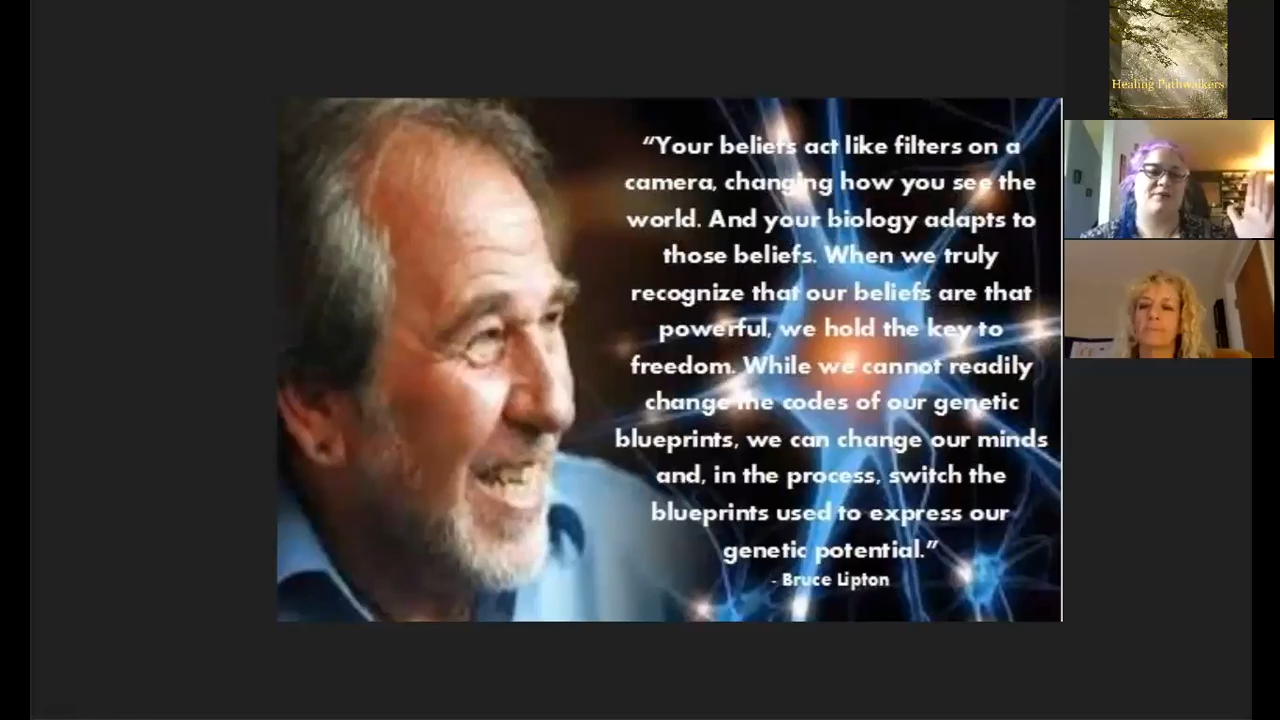 Healing Pathwalkers
“Your beliefs act like filters on a
camera, changing how you see the
world. And your biology adapts to
those beliefs. When we truly
recognize that our beliefs are that
powerful, we hold the key to
freedom. While we cannot readily
change the codes of our genetic
blueprints, we can change our minds
and, in the process, switch the
blueprints used to express our
genetic potential.”
- Bruce Lipton